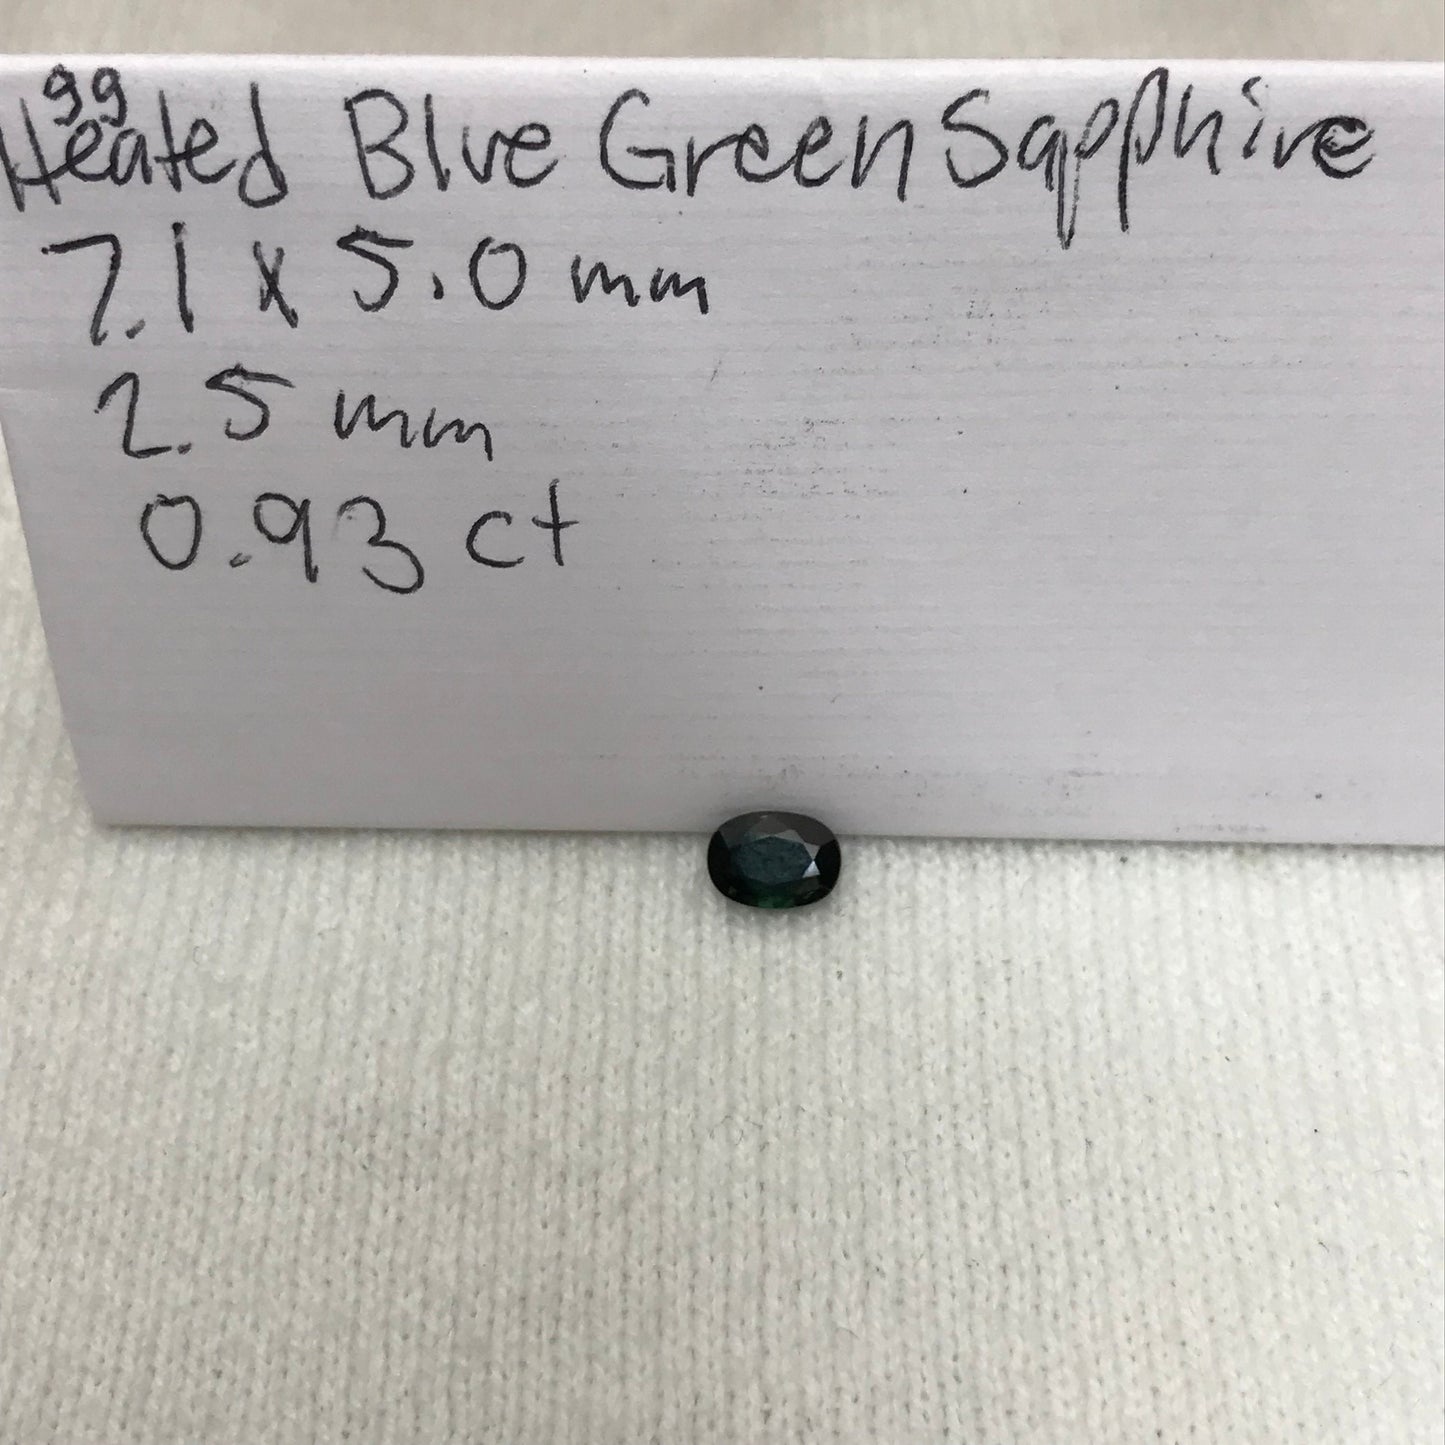 99
Heated Blue Green Sapphire
7.1 x 5.0 mm
2.5 mm
0.93 ct